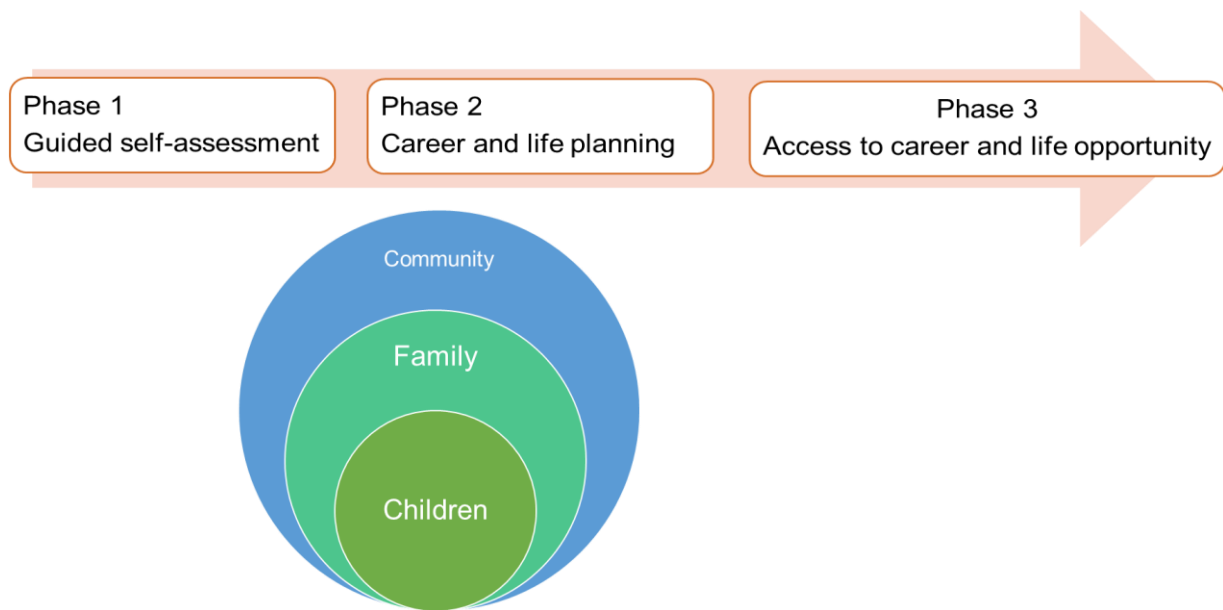 Phase 1
Guided self-assessment
Phase 2
Career and life planning
Phase 3
Access to career and life opportunity
Community
Family
Children